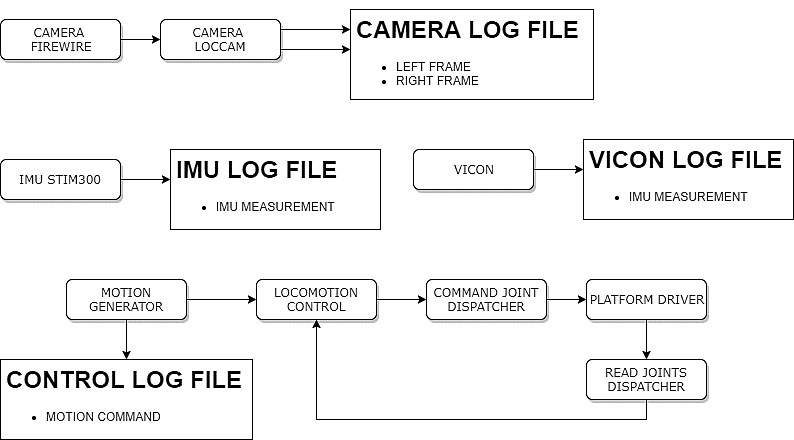 CAMERA
FIREWIRE
CAMERA
LOCCAM
CAMERA LOG FILE
• LEFT FRAME
• RIGHT FRAME
IMU STIM300
IMU LOG FILE
• IMU MEASUREMENT
VICON
VICON LOG FILE
• IMU MEASUREMENT
MOTION
GENERATOR
LOCOMOTION
CONTROL
COMMAND JOINT
DISPATCHER
PLATFORM DRIVER
READ JOINTS
DISPATCHER
CONTROL LOG FILE
• MOTION COMMAND